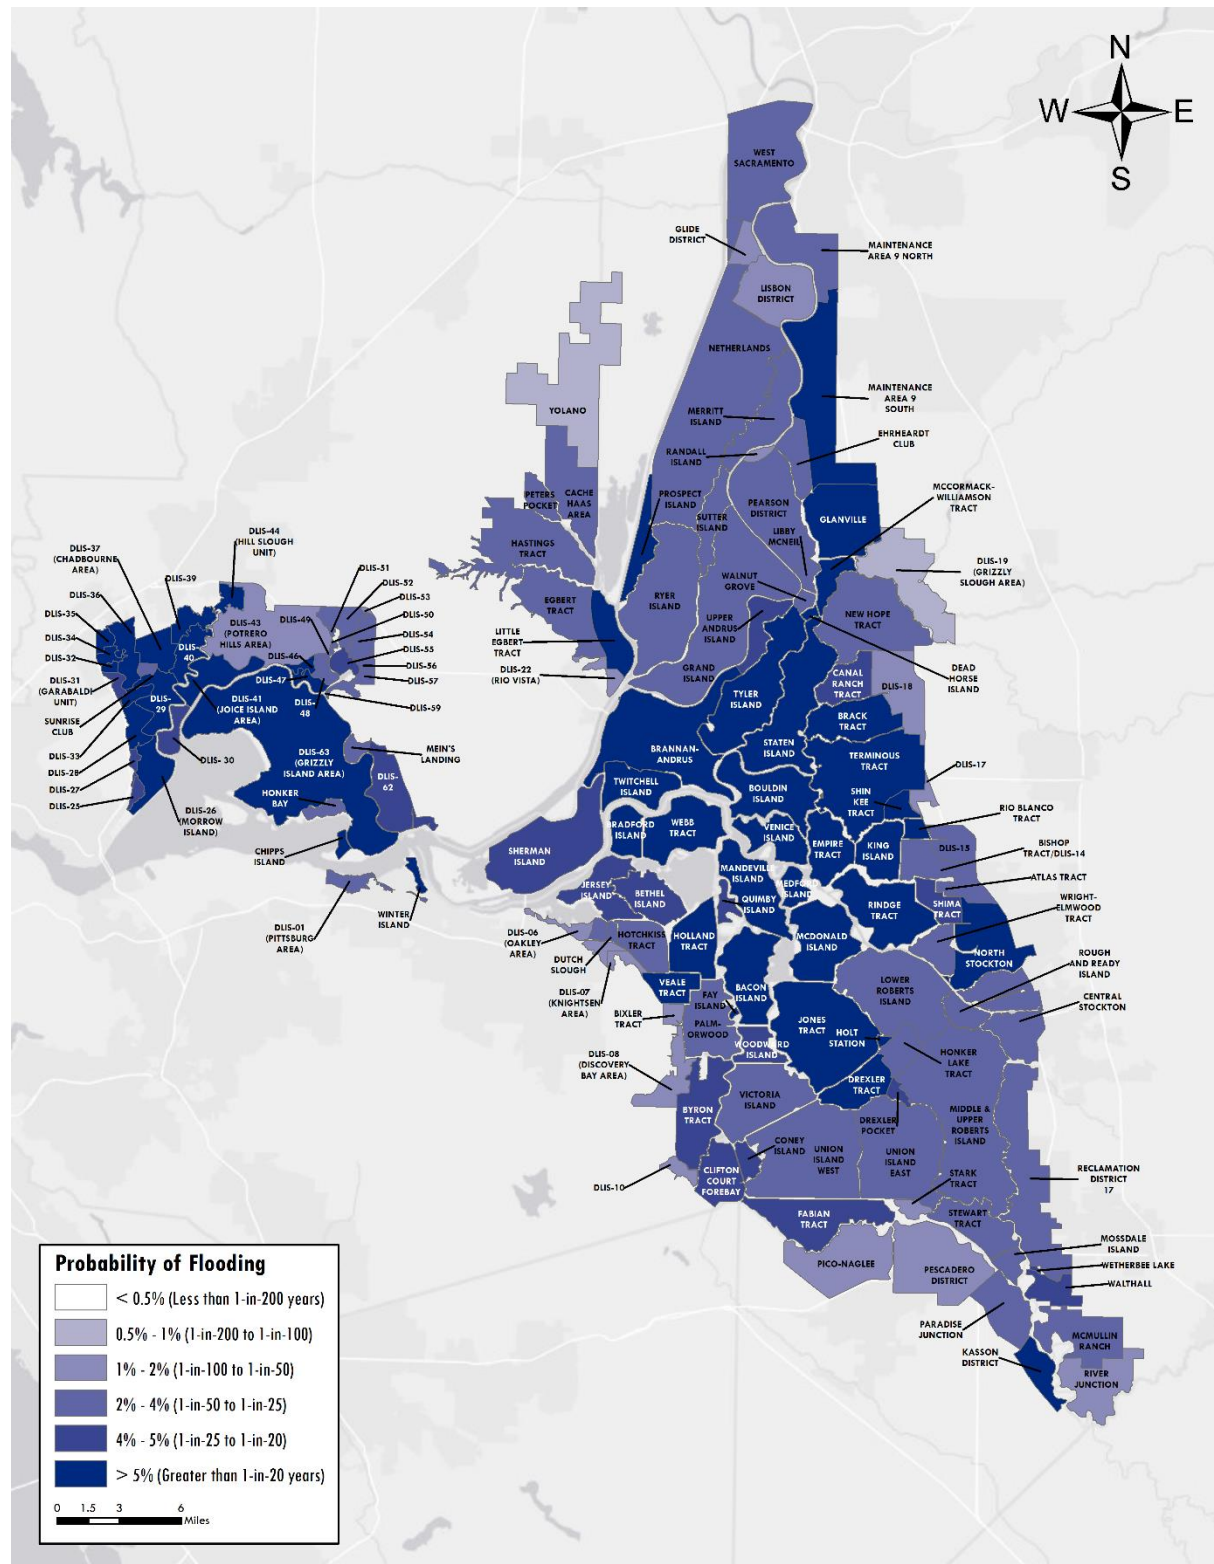 N
W
E
S
WEST
SACRAMENTO
GLIDE
DISTRICT
MAINTENANCE
AREA 9 NORTH
LISBON
DISTRICT
NETHERLANDS
YOLANO
MERRITT
ISLAND
MAINTENANCE
AREA 9
SOUTH
EHRHEARDT
CLUB
RANDALL
ISLAND
MCCORMACK-
WILLIAMSON
TRACT
PETERS
POCKET
CACHE
HAAS
AREA
PROSPECT
ISLAND
PEARSON
DISTRICT
SUTTER
ISLAND
GLANVILLE
LIBBY
MCNEIL
HASTINGS
TRACT
DLIS-19
(GRIZZLY
SLOUGH AREA)
WALNUT
GROVE
EGBERT
TRACT
RYER
ISLAND
UPPER
ANDRUS
ISLAND
NEW HOPE
TRACT
LITTLE
EGBERT
TRACT
DLIS-22
(RIO VISTA)
GRAND
ISLAND
DEAD
HORSE
ISLAND
CANAL
RANCH
TRACT
DLIS-18
TYLER
ISLAND
BRACK
TRACT
DLIS-44
(HILL SLOUGH
UNIT)
DLIS-37
(CHADBOURNE
AREA)
DLIS-39
DLIS-36
DLIS-35
DLIS-34
DLIS-32
DLIS-31
(GARABALDI
UNIT)
SUNRISE
CLUB
DLIS-33
DLIS-28
DLIS-27
DLIS-25
DLIS-
40
DLIS-43
(POTRERO
HILLS AREA)
DLIS-49
DLIS-51
DLIS-52
DLIS-53
DLIS-50
DLIS-54
DLIS-55
DLIS-56
DLIS-57
DLIS-59
DLIS-46
DLIS-47
DLIS-
48
DLIS-
29
DLIS-41
(JOICE ISLAND
AREA)
DLIS- 30
DLIS-63
(GRIZZLY
ISLAND AREA)
MEIN'S
LANDING
DLIS-
62
HONKER
BAY
DLIS-26
(MORROW
ISLAND)
CHIPPS
ISLAND
DLIS-01
(PITTSBURG
AREA)
WINTER
ISLAND
BRANNAN-
ANDRUS
STATEN
ISLAND
TERMINOUS
TRACT
DLIS-17
TWITCHELL
ISLAND
BOULDIN
ISLAND
SHIN
KEE
TRACT
RIO BLANCO
TRACT
BRADFORD
ISLAND
WEBB
TRACT
VENICE
ISLAND
EMPIRE
TRACT
KING
ISLAND
DLIS-15
BISHOP
TRACT/DLIS-14
SHERMAN
ISLAND
MANDEVILLE
ISLAND
MEDFORD
ISLAND
ATLAS TRACT
JERSEY
ISLAND
BETHEL
ISLAND
QUIMBY
ISLAND
RINDGE
TRACT
SHIMA
TRACT
WRIGHT-
ELMWOOD
TRACT
DLIS-06
(OAKLEY
AREA)
HOTCHKISS
TRACT
HOLLAND
TRACT
MCDONALD
ISLAND
NORTH
STOCKTON
ROUGH
AND READY
ISLAND
DUTCH
SLOUGH
DLIS-07
(KNIGHTSEN
AREA)
VEALE
TRACT
BACON
ISLAND
LOWER
ROBERTS
ISLAND
CENTRAL
STOCKTON
BIXLER
TRACT
FAY
ISLAND
PALM-
ORWOOD
JONES
TRACT
HOLT
STATION
WOODWARD
ISLAND
HONKER
LAKE
TRACT
DLIS-08
(DISCOVERY
BAY AREA)
DREXLER
TRACT
VICTORIA
ISLAND
BYRON
TRACT
DREXLER
POCKET
MIDDLE &
UPPER
ROBERTS
ISLAND
CONEY
ISLAND
UNION
ISLAND
WEST
UNION
ISLAND
EAST
STARK
TRACT
RECLAMATION
DISTRICT
17
DLIS-10
CLIFTON
COURT
FOREBAY
FABIAN
TRACT
STEWART
TRACT
MOSSDALE
ISLAND
WETHERBEE LAKE
WALTHALL
PICO-NAGLEE
PESCADERO
DISTRICT
PARADISE
JUNCTION
MCMULLIN
RANCH
KASSON
DISTRICT
RIVER
JUNCTION
Probability of Flooding
< 0.5% (Less than 1-in-200 years)
0.5% - 1% (1-in-200 to 1-in-100)
1% - 2% (1-in-100 to 1-in-50)
2% - 4% (1-in-50 to 1-in-25)
4% - 5% (1-in-25 to 1-in-20)
> 5% (Greater than 1-in-20 years)
0 1.5 3 6
Miles